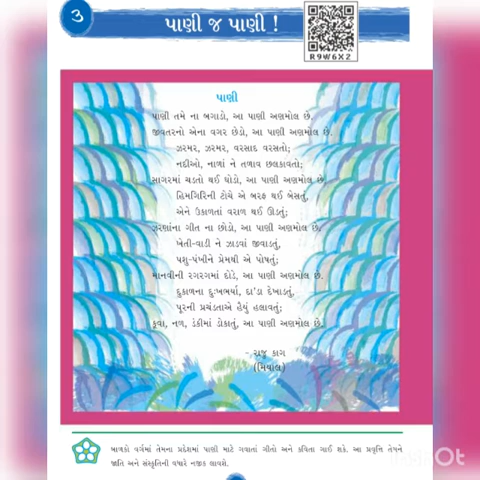 ૩
પાણી જ પાણી !
R9W6X2
પાણી
પાણી તમે ના બગાડો, આ પાણી અણમોલ છે.
જીવતરનો એના વગર છેડો, આ પાણી અણમોલ છે.
ઝરમર, ઝરમર, વરસાદ વરસતો;
નદીઓ, નાળાં ને તળાવ છલકાવતો;
સાગરમાં ચડતો થઈ ઘોડો, આ પાણી અણમોલ છે.
હિમગિરિની ટોચે એ બરફ થઈ બેસતું,
એને ઉકાળતાં વરાળ થઈ ઊડતું;
ઝરણાંના ગીત ના છોડો, આ પાણી અણમોલ છે.
ખેતી-વાડી ને ઝાડવાં જીવાડતું,
પશુ-પંખીને પ્રેમથી એ પોષતું;
માનવીની રગરગમાં દોડે, આ પાણી અણમોલ છે.
દુકાળના દુઃખભર્યા, દા'ડા દેખાડતું,
પૂરની પ્રચંડતાએ હૈયું હલાવતું;
કૂવા, નળ, ડંકીમાં ડોકાતું, આ પાણી અણમોલ છે.
- રાજ કાગ
(મિલોલ)
બાળકો વર્ગમાં તેમના પ્રદેશમાં પાણી માટે ગવાતાં ગીતો અને કવિતા ગાઈ શકે. આ પ્રવૃત્તિ તેમને
જાતિ અને સંસ્કૃતિની વધારે નજીક લાવશે.